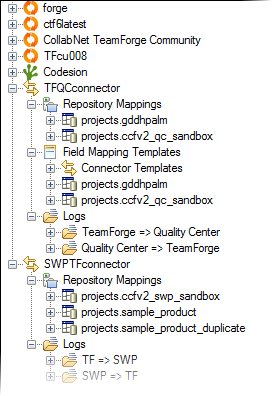 forge
ctf6latest
CollabNet TeamForge Community
TFcu008
Codesion
TFQCconnector
Repository Mappings
projects.gddhpalm
projects.ccfv2_qc_sandbox
Field Mapping Templates
Connector Templates
projects.gddhpalm
projects.ccfv2_qc_sandbox
Logs
TeamForge => Quality Center
Quality Center => TeamForge
SWPTFconnector
Repository Mappings
projects.ccfv2_swp_sandbox
projects.sample_product
projects.sample_product_duplicate
Logs
TF => SWP
SWP => TF